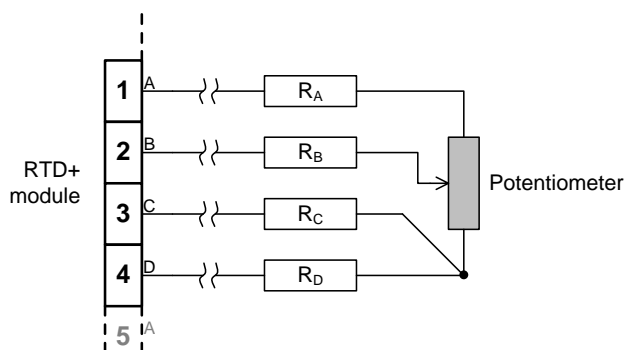 1 A
R_A
2 B
R_B
RTD+
module
Potentiometer
3 C
R_C
4 D
R_D
5 A